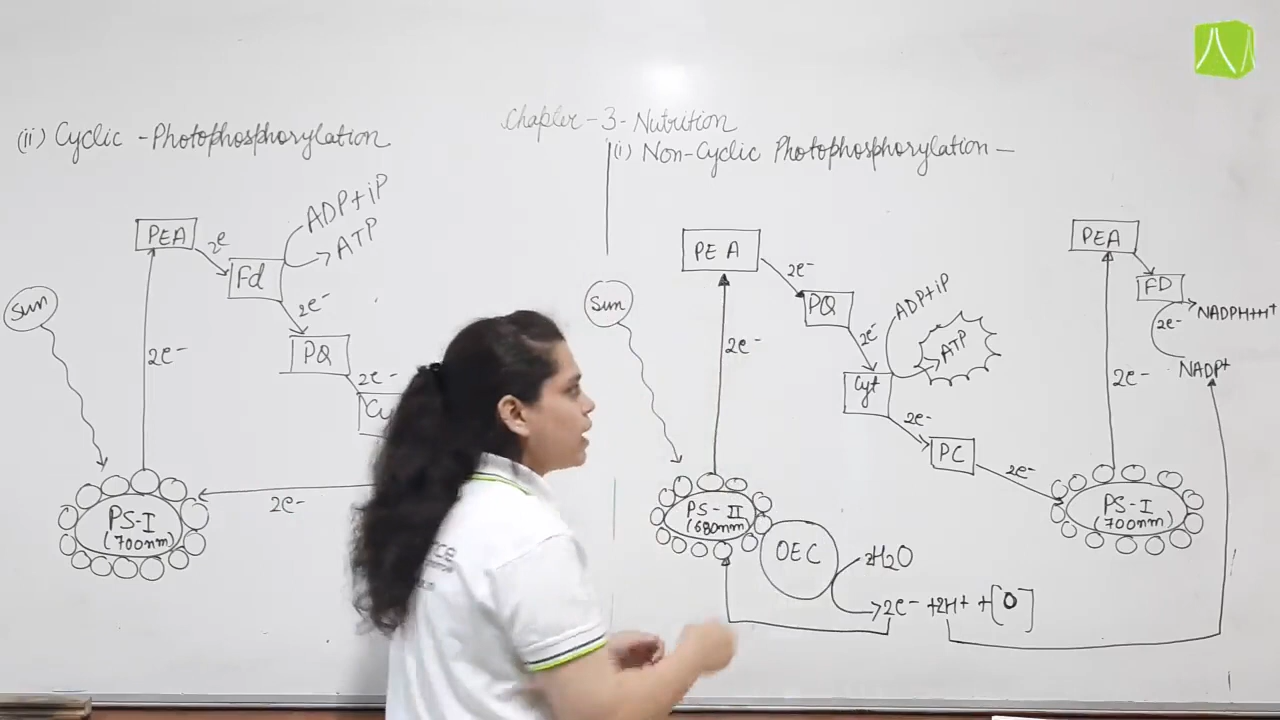 Chapter-3-Nutrition
(ii) Cyclic -Photophosphorylation
PEA
2e
Fd
ADP+iP
ATP
Sun
2e-
2e-
PQ
2e-
Cy
PS-I
(700nm)
2e-
(i) Non-Cyclic Photophosphorylation -
PEA
2e-
PQ
Sun
2e-
2e-
ADP+iP
ATP
Cyt
2e-
PC
2e-
PS-II
(680nm)
OEC
2e- +2H+ +[O]
PEA
FD
2e-
NADPH+H+
NADP+
2e-
PS-I
(700nm)